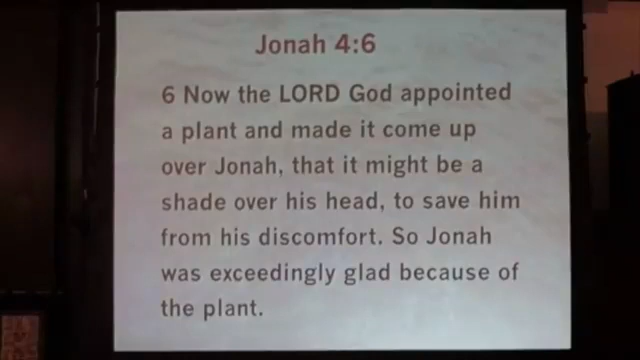 Jonah 4:6
6 Now the LORD God appointed
a plant and made it come up
over Jonah, that it might be a
shade over his head, to save him
from his discomfort. So Jonah
was exceedingly glad because of
the plant.